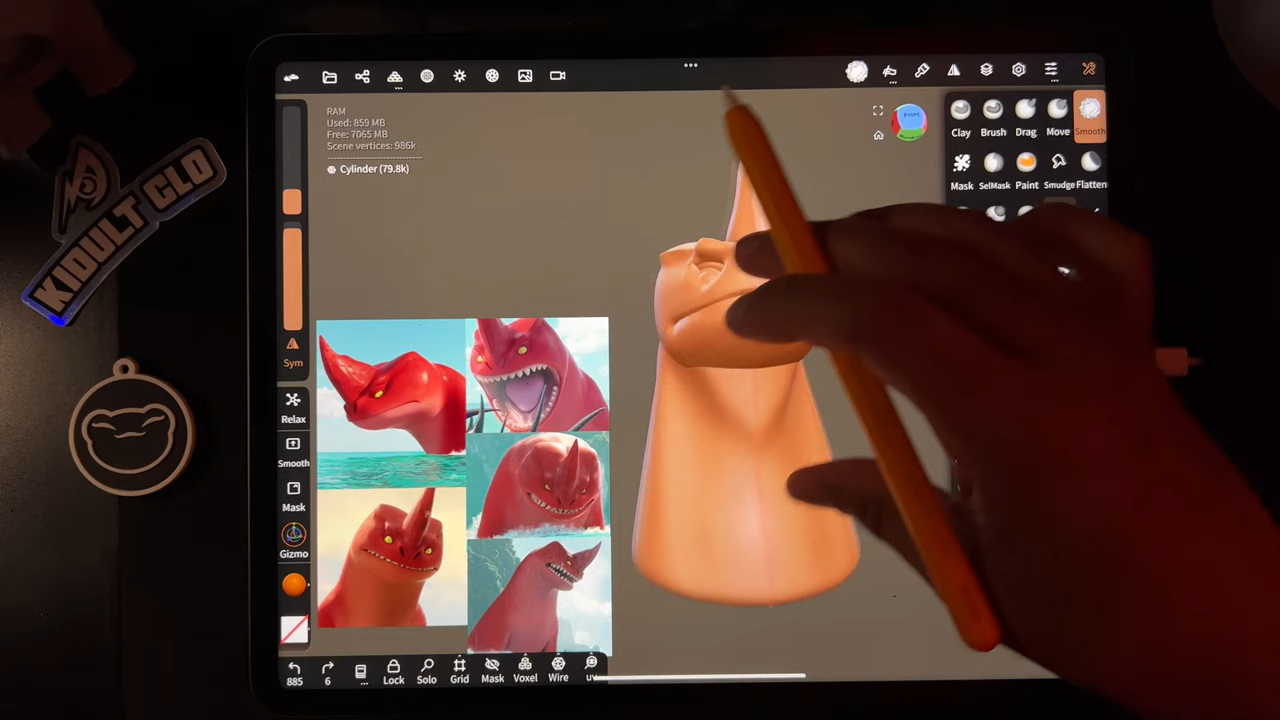 KIDULT CLO
RAM
Used: 859 MB
Free: 7065 MB
Scene vertices: 986k
Cylinder (79.8k)
Front
Clay
Brush
Drag
Move
Smooth
Mask
SelMask
Paint
Smudge
Flatten
Sym
Relax
Smooth
Mask
Gizmo
885
6
Lock
Solo
Grid
Mask
Voxel
Wire
uv